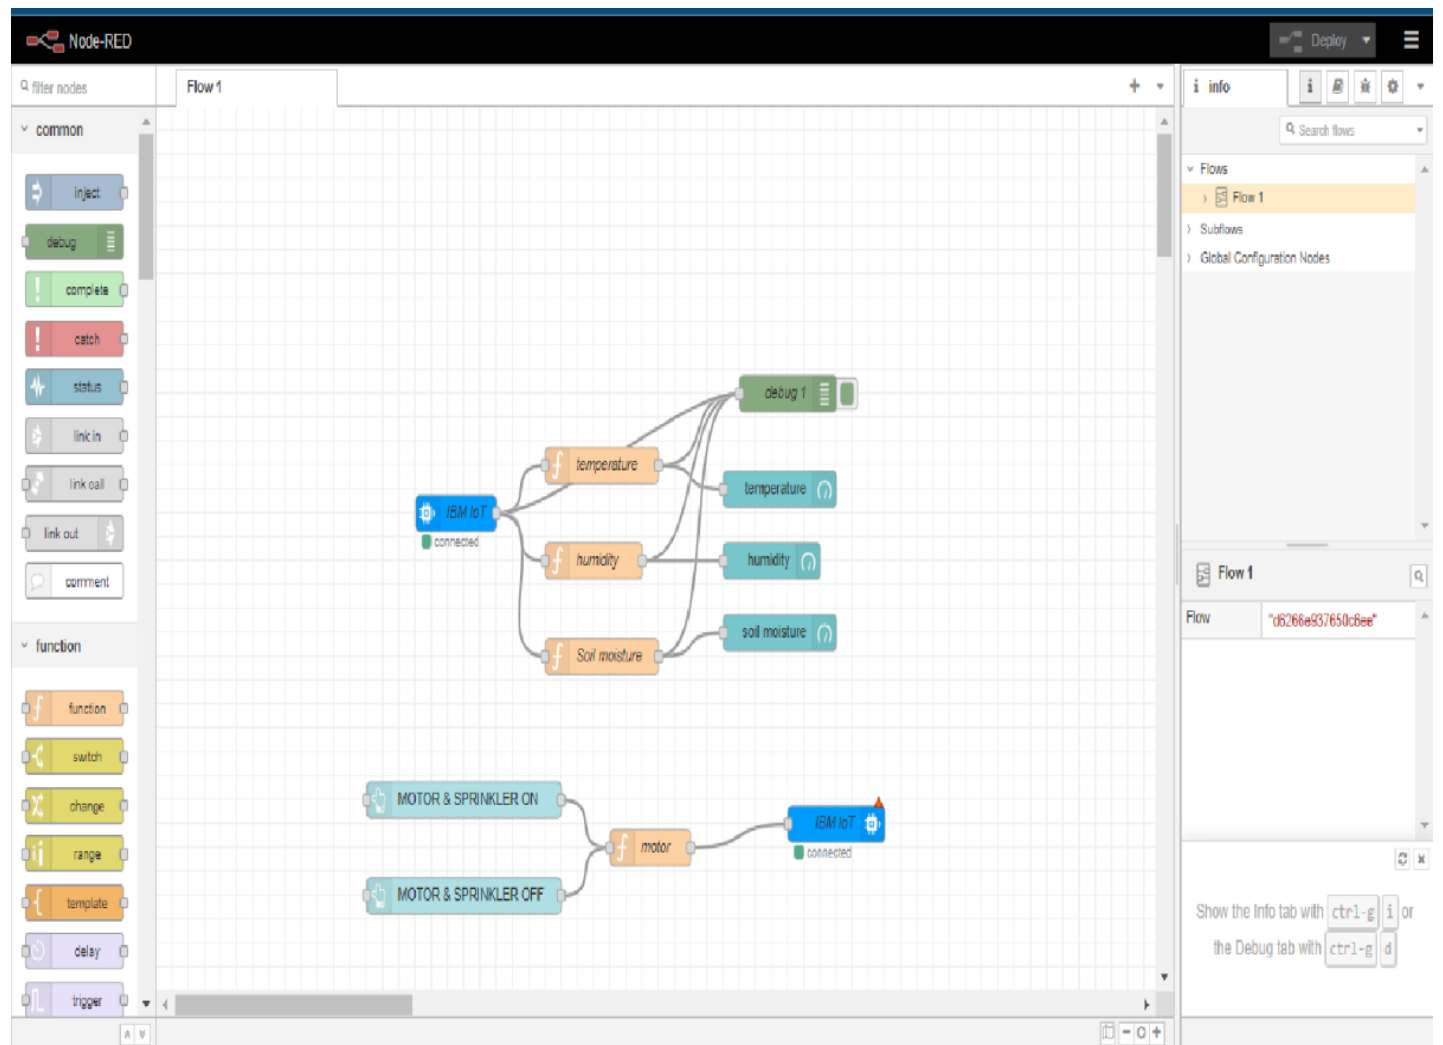 Node-RED
Deploy
filter nodes
Flow 1
info
i
common
Search flows
inject
Flows
Flow 1
debug
Subflows
Global Configuration Nodes
complete
catch
status
link in
link call
link out
comment
debug 1
temperature
temperature
IBM IoT
connected
humidity
humidity
soil moisture
Soil moisture
Flow 1
Flow
"d6266e937650c6ee"
function
function
switch
change
range
template
delay
trigger
MOTOR & SPRINKLER ON
IBM IoT
motor
connected
MOTOR & SPRINKLER OFF
Show the Info tab with ctrl-g i or
the Debug tab with ctrl-g d